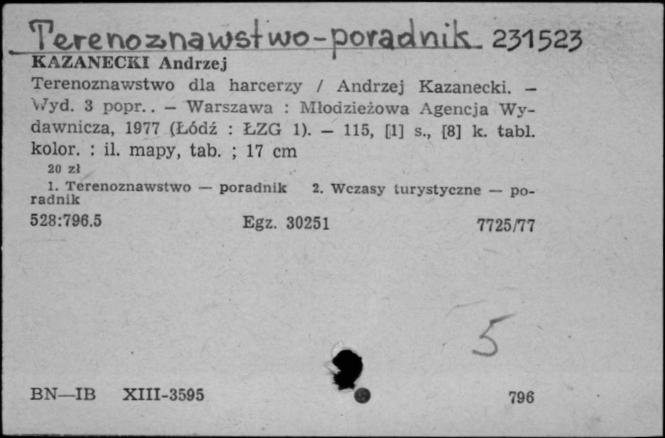 Terenoznawstwo-poradnik 231523
KAZANECKI Andrzej
Terenoznawstwo dla harcerzy / Andrzej Kazanecki. —
Wyd. 3 popr.. — Warszawa : Młodzieżowa Agencja Wy-
dawnicza, 1977 (Łódź : ŁZG 1). — 115, [1] s., [8] k. tabl.
kolor. : il. mapy, tab. ; 17 cm
20 zł
1. Terenoznawstwo — poradnik 2. Wczasy turystyczne — po-
radnik
528:796.5 Egz. 30251 7725/77
5
BN—IB XIII-3595 796